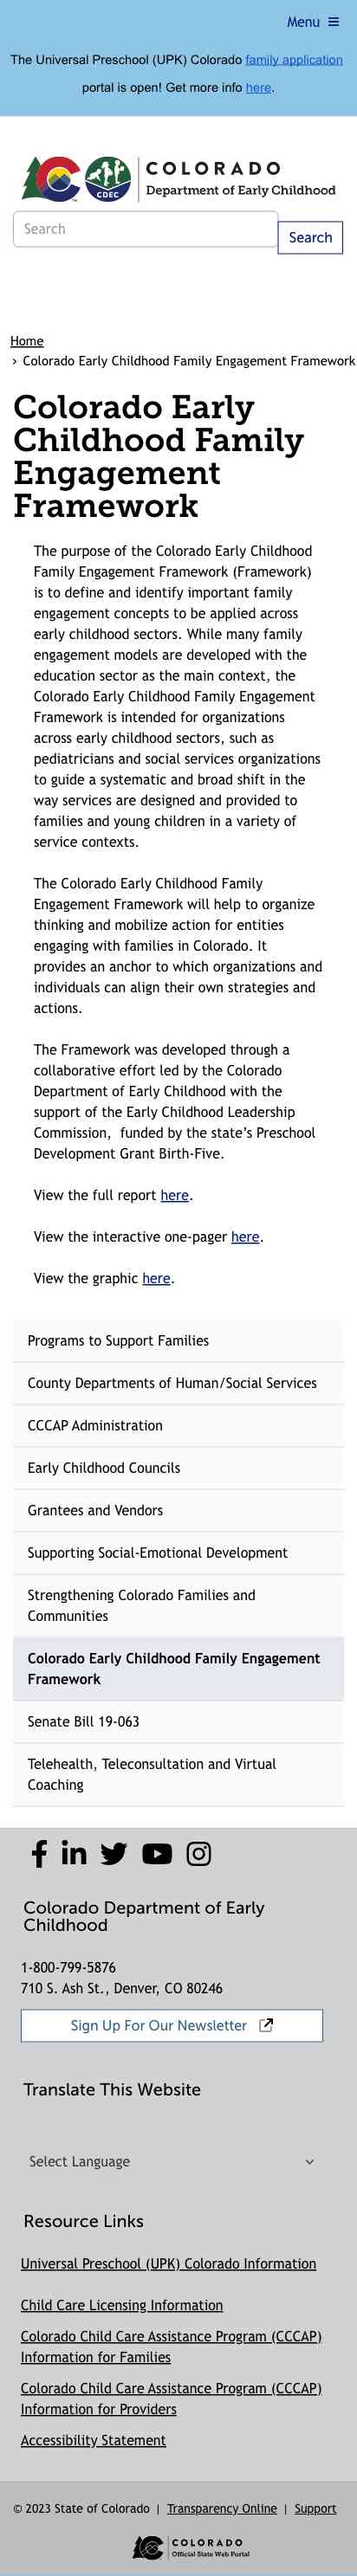 Menu
The Universal Preschool (UPK) Colorado family application
portal is open! Get more info here.
COLORADO
Department of Early Childhood
CDEC
Search
Search
Home
› Colorado Early Childhood Family Engagement Framework
Colorado Early
Childhood Family
Engagement
Framework
The purpose of the Colorado Early Childhood
Family Engagement Framework (Framework)
is to define and identify important family
engagement concepts to be applied across
early childhood sectors. While many family
engagement models are developed with the
education sector as the main context, the
Colorado Early Childhood Family Engagement
Framework is intended for organizations
across early childhood sectors, such as
pediatricians and social services organizations
to guide a systematic and broad shift in the
way services are designed and provided to
families and young children in a variety of
service contexts.
The Colorado Early Childhood Family
Engagement Framework will help to organize
thinking and mobilize action for entities
engaging with families in Colorado. It
provides an anchor to which organizations and
individuals can align their own strategies and
actions.
The Framework was developed through a
collaborative effort led by the Colorado
Department of Early Childhood with the
support of the Early Childhood Leadership
Commission,  funded by the state's Preschool
Development Grant Birth-Five.
View the full report here.
View the interactive one-pager here.
View the graphic here.
Programs to Support Families
County Departments of Human/Social Services
CCCAP Administration
Early Childhood Councils
Grantees and Vendors
Supporting Social-Emotional Development
Strengthening Colorado Families and
Communities
Colorado Early Childhood Family Engagement
Framework
Senate Bill 19-063
Telehealth, Teleconsultation and Virtual
Coaching
Colorado Department of Early
Childhood
1-800-799-5876
710 S. Ash St., Denver, CO 80246
Sign Up For Our Newsletter
Translate This Website
Select Language
Resource Links
Universal Preschool (UPK) Colorado Information
Child Care Licensing Information
Colorado Child Care Assistance Program (CCCAP)
Information for Families
Colorado Child Care Assistance Program (CCCAP)
Information for Providers
Accessibility Statement
© 2023 State of Colorado | Transparency Online | Support
COLORADO
Official State Web Portal